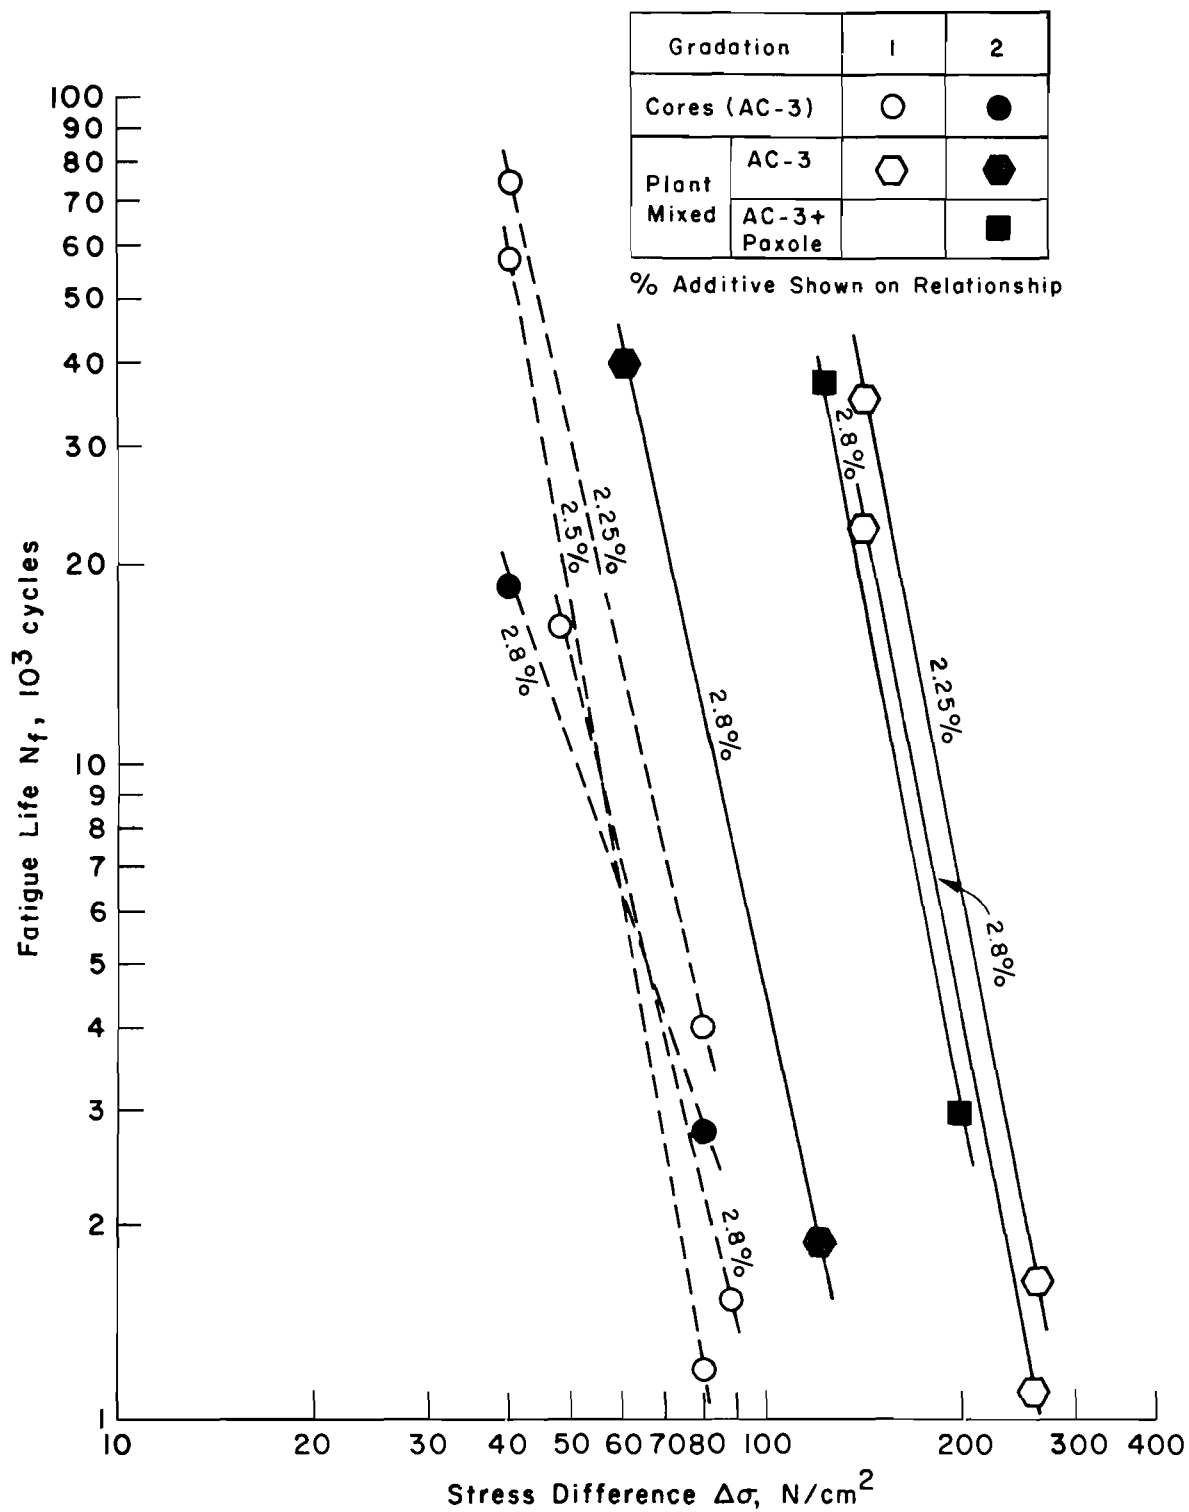 Gradation 1 2
Cores (AC-3)
Plant Mixed
AC-3
AC-3+
Paxole
% Additive Shown on Relationship
Fatigue Life Nf, 10³ cycles
100
90
80
70
60
50
40
30
20
10
9
8
7
6
5
4
3
2
1
2.5%
2.25%
2.8%
2.8%
2.8%
2.8%
2.25%
2.8%
10 20 30 40 50 60 70 80 100 200 300 400
Stress Difference Δσ, N/cm²